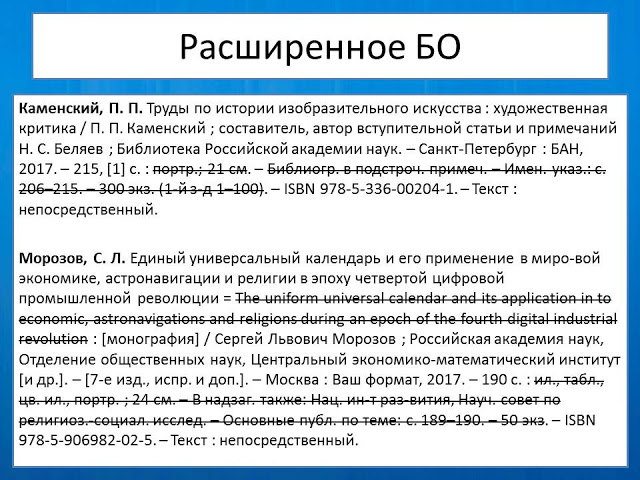 Расширенное БО
Каменский, П. П. Труды по истории изобразительного искусства : художественная
критика / П. П. Каменский ; составитель, автор вступительной статьи и примечаний
Н. С. Беляев ; Библиотека Российской академии наук. – Санкт-Петербург : БАН,
2017. – 215, [1] с. : портр.; 21 см. – Библиогр. в подстроч. примеч. – Имен. указ.: с.
206–215. – 300 экз. (1-й з-д 1–100). – ISBN 978-5-336-00204-1. – Текст :
непосредственный.
Морозов, С. Л. Единый универсальный календарь и его применение в миро-вой
экономике, астронавигации и религии в эпоху четвертой цифровой
промышленной революции = The uniform universal calendar and its application in to
economic, astronavigations and religions during an epoch of the fourth digital industrial
revolution : [монография] / Сергей Львович Морозов ; Российская академия наук,
Отделение общественных наук, Центральный экономико-математический институт
[и др.]. – [7-е изд., испр. и доп.]. – Москва : Ваш формат, 2017. – 190 с. : ил., табл.,
цв. ил., портр. ; 24 см. – В надзаг. также: Нац. ин-т раз-вития, Науч. совет по
религиоз.-социал. исслед. – Основные публ. по теме: с. 189–190. – 50 экз. – ISBN
978-5-906982-02-5. – Текст : непосредственный.